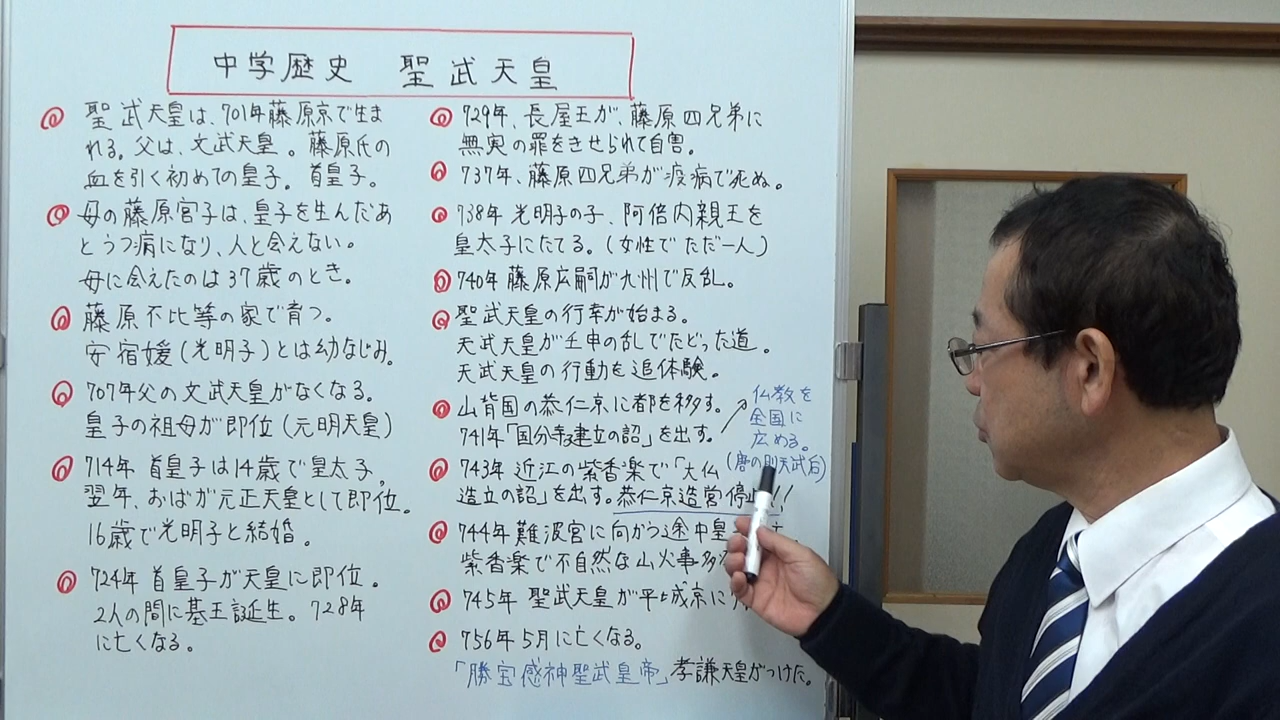 中学歴史 聖武天皇
聖武天皇は、701年藤原京で生ま
れる。父は、文武天皇。藤原氏の
血を引く初めての皇子。首皇子。
母の藤原宮子は、皇子を生んだあ
とうつ病になり、人と会えない。
母に会えたのは37歳のとき。
藤原不比等の家で育つ。
安宿媛(光明子)とは幼なじみ。
707年父の文武天皇がなくなる。
皇子の祖母が即位(元明天皇)
714年 首皇子は14歳で皇太子。
翌年、おばが元正天皇として即位。
16歳で光明子と結婚。
724年 首皇子が天皇に即位。
2人の間に基王誕生。728年
に亡くなる。
729年、長屋王が、藤原四兄弟に
無実の罪をきせられて自害。
737年、藤原四兄弟が疫病で死ぬ。
738年 光明子の子、阿倍内親王を
皇太子にたてる。(女性でただ一人)
740年 藤原広嗣が九州で反乱。
聖武天皇の行幸が始まる。
天武天皇が壬申の乱でたどった道。
天武天皇の行動を追体験。
山背国の恭仁京に都を移す。
741年「国分寺建立の詔」を出す。
仏教を
全国に
広める。
(唐の則天武后)
743年 近江の紫香楽で「大仏
造立の詔」を出す。恭仁京造営停止!!
744年 難波宮に向かう途中皇
紫香楽で不自然な山火事多
745年 聖武天皇が平城京に
756年5月に亡くなる。
「勝宝感神聖武皇帝」孝謙天皇がつけた。